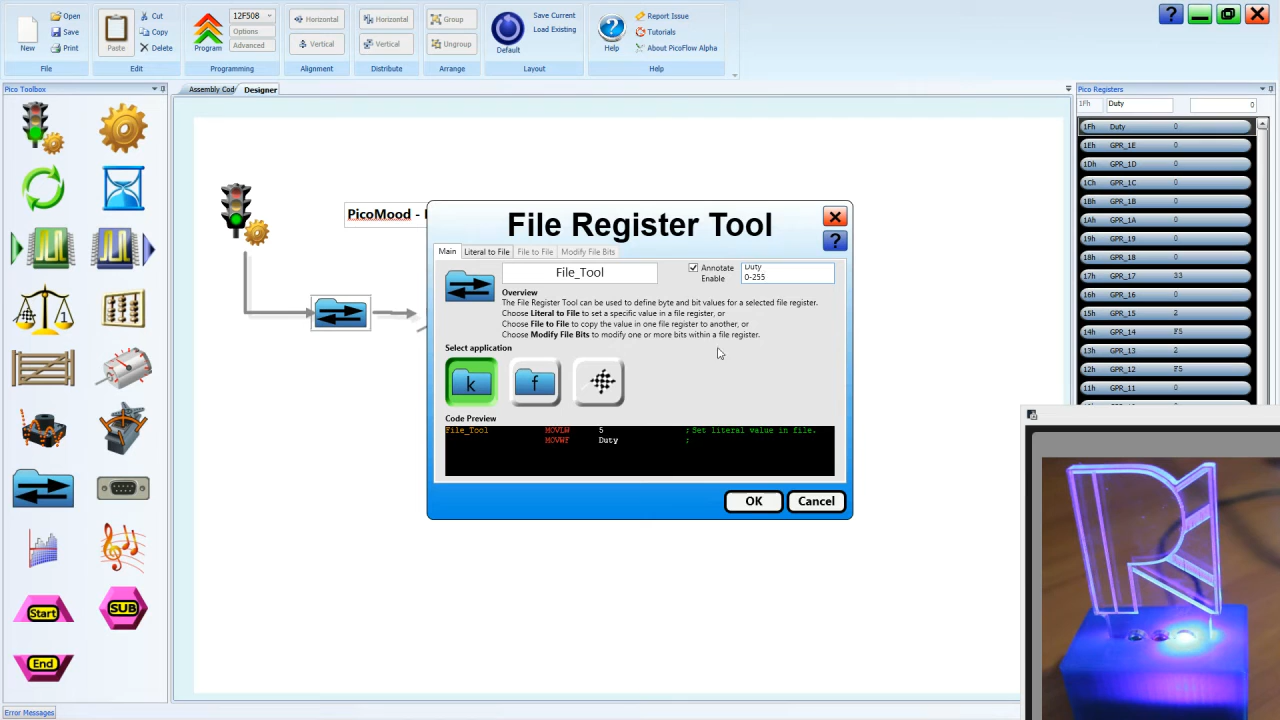 New
Open
Save
Print
File
Paste
Cut
Copy
Delete
Edit
Program
12F508
Options
Advanced
Programming
Horizontal
Vertical
Alignment
Horizontal
Vertical
Distribute
Group
Ungroup
Arrange
Default
Save Current
Load Existing
Layout
Help
Report Issue
Tutorials
About PicoFlow Alpha
Help
?
Pico Toolbox
Assembly Cod
Designer
Pico Registers
1Fh Duty 0
1Fh Duty 0
1Eh GPR_1E 0
1Dh GPR_1D 0
1Ch GPR_1C 0
1Bh GPR_1B 0
1Ah GPR_1A 0
19h GPR_19 0
18h GPR_18 0
17h GPR_17 33
16h GPR_16 0
15h GPR_15 2
14h GPR_14 F5
13h GPR_13 2
12h GPR_12 F5
11h GPR_11 0
PicoMood -
File Register Tool
?
Main Literal to File File to File Modify File Bits
File_Tool
Annotate
Enable
Duty
0-255
Overview
The File Register Tool can be used to define byte and bit values for a selected file register.
Choose Literal to File to set a specific value in a file register, or
Choose File to File to copy the value in one file register to another, or
Choose Modify File Bits to modify one or more bits within a file register.
Select application
k
f
Code Preview
File_Tool MOVLW 5 ; Set literal value in file.
MOVWF Duty ;
OK
Cancel
1
Start
SUB
End
Error Messages